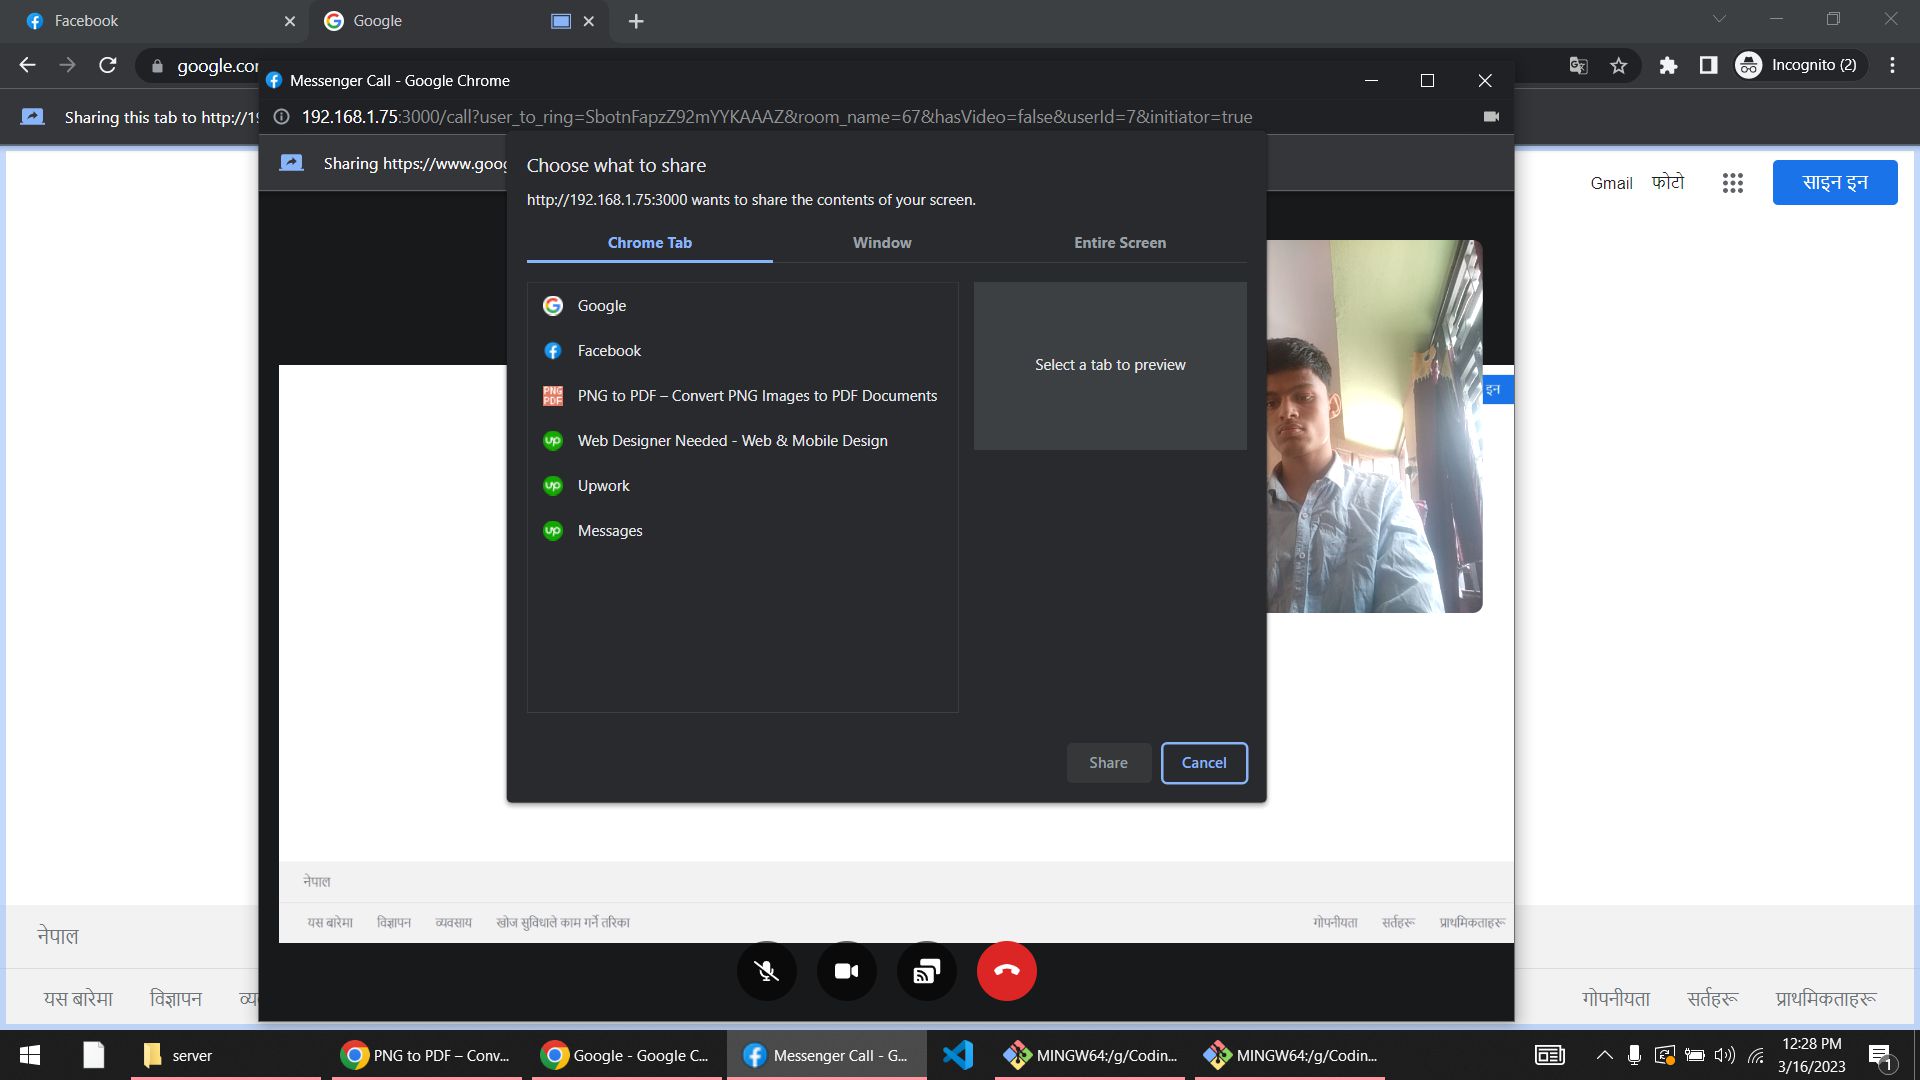 Facebook
Google
google.co
Incognito (2)
Messenger Call - Google Chrome
Sharing this tab to http://1
192.168.1.75:3000/call?user_to_ring=SbotnFapzZ92mYYKAAAZ&room_name=67&hasVideo=false&userId=7&initiator=true
Sharing https://www.goo
Choose what to share
http://192.168.1.75:3000 wants to share the contents of your screen.
Chrome Tab
Window
Entire Screen
Google
Facebook
PNG to PDF – Convert PNG Images to PDF Documents
Web Designer Needed - Web & Mobile Design
Upwork
Messages
Select a tab to preview
Share
Cancel
Gmail
फोटो
साइन इन
इन
नेपाल
यस बारेमा विज्ञापन व्यवसाय खोज सुविधाले काम गर्ने तरिका
गोपनीयता सर्तहरू प्राथमिकताहरू
नेपाल
यस बारेमा विज्ञापन
गोपनीयता सर्तहरू प्राथमिकताहरू
server
PNG to PDF – Conv...
Google - Google C...
Messenger Call - G...
MINGW64:/g/Codin...
MINGW64:/g/Codin...
12:28 PM
3/16/2023
1